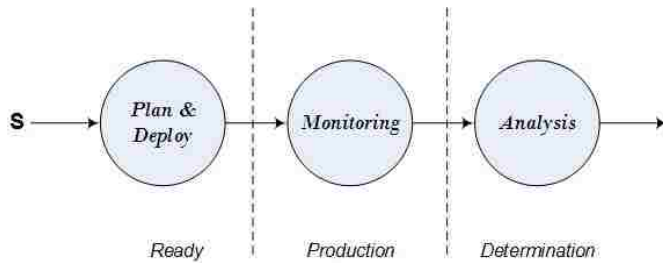 S
Plan &
Deploy
Monitoring
Analysis
Ready
Production
Determination